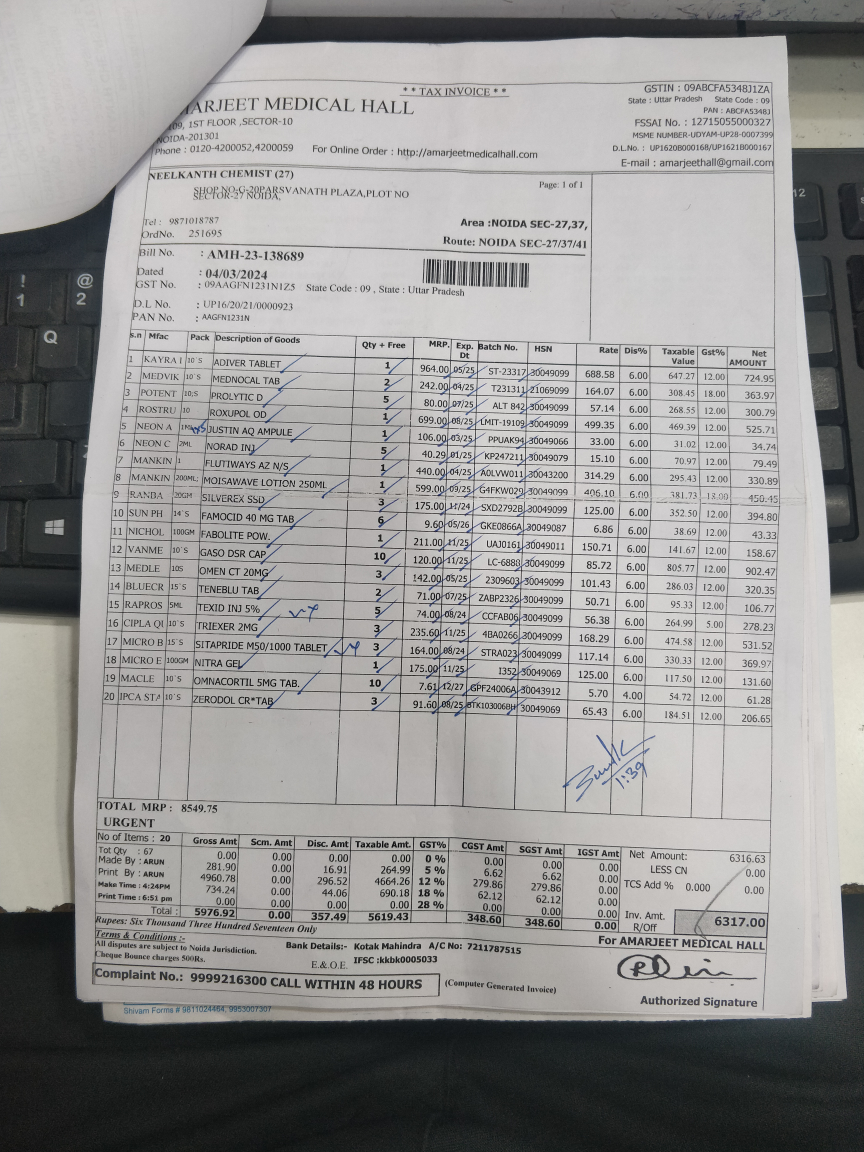 * * TAX INVOICE * *
ARJEET MEDICAL HALL
109, 1ST FLOOR ,SECTOR-10
NOIDA-201301
Phone : 0120-4200052,4200059 For Online Order : http://amarjeetmedicalhall.com
GSTIN : 09ABCFA5348J1ZA
State : Uttar Pradesh State Code : 09
PAN : ABCFA5348J
FSSAI No. : 12715055000327
MSME NUMBER-UDYAM-UP28-0007399
D.L.No. : UP1620B000168/UP1621B000167
E-mail : amarjeethall@gmail.com
NEELKANTH CHEMIST (27)
SHOP NO.G-20PARSVANATH PLAZA,PLOT NO
SECTOR-27 NOIDA,
Page: 1 of 1
Tel : 9871018787
OrdNo. 251695
Area :NOIDA SEC-27,37,
Route: NOIDA SEC-27/37/41
Bill No. : AMH-23-138689
Dated : 04/03/2024
GST No. : 09AAGFN1231N1Z5 State Code : 09 , State : Uttar Pradesh
D.L No. : UP16/20/21/0000923
PAN No. : AAGFN1231N
s.n Mfac Pack Description of Goods Qty + Free MRP. Exp. Dt Batch No. HSN Rate Dis% Taxable Value Gst% Net AMOUNT
1 KAYRA 10`S ADIVER TABLET 1 964.00 05/25 ST-23317 30049099 688.58 6.00 647.27 12.00 724.95
2 MEDVIK 10`S MEDNOCAL TAB 2 242.00 04/25 T231311 21069099 164.07 6.00 308.45 18.00 363.97
3 POTENT 10;S PROLYTIC D 5 80.00 07/25 ALT 842 30049099 57.14 6.00 268.55 12.00 300.79
4 ROSTRU 10 ROXUPOL OD 1 699.00 08/25 LMIT-19109 30049099 499.35 6.00 469.39 12.00 525.71
5 NEON A JUSTIN AQ AMPULE 1 106.00 03/25 PPUAK94 30049066 33.00 6.00 31.02 12.00 34.74
6 NEON C 2ML NORAD INJ 5 40.29 01/25 KP247211 30049079 15.10 6.00 70.97 12.00 79.49
7 MANKIN 1 FLUTIWAYS AZ N/S 1 440.00 04/25 A0LVW011 30043200 314.29 6.00 295.43 12.00 330.89
8 MANKIN 200ML MOISAWAVE LOTION 250ML 1 599.00 09/25 G4FKW029 30049099 406.10 6.00 381.73 18.00 450.45
9 RANBA 20GM SILVEREX SSD 3 175.00 11/24 SXD2792B 30049099 125.00 6.00 352.50 12.00 394.80
10 SUN PH 14`S FAMOCID 40 MG TAB 6 9.60 05/26 GKE0866A 30049087 6.86 6.00 38.69 12.00 43.33
11 NICHOL 100GM FABOLITE POW. 1 211.00 11/25 UAJ0161 30049011 150.71 6.00 141.67 12.00 158.67
12 VANME 10`S GASO DSR CAP 10 120.00 11/25 LC-6888 30049099 85.72 6.00 805.77 12.00 902.47
13 MEDLE 10S OMEN CT 20MG 3 142.00 05/25 2309603 30049099 101.43 6.00 286.03 12.00 320.35
14 BLUECR 15`S TENEBLU TAB 2 71.00 07/25 ZABP2326 30049099 50.71 6.00 95.33 12.00 106.77
15 RAPROS 5ML TEXID INJ 5% 5 74.00 08/24 CCFAB06 30049099 56.38 6.00 264.99 5.00 278.23
16 CIPLA QU 10`S TRIEXER 2MG 3 235.60 11/25 4BA0266 30049099 168.29 6.00 474.58 12.00 531.52
17 MICRO B 15`S SITAPRIDE M50/1000 TABLET 3 164.00 08/24 STRA023 30049099 117.14 6.00 330.33 12.00 369.97
18 MICRO E 100GM NITRA GEL 1 175.00 11/25 I352 30049069 125.00 6.00 117.50 12.00 131.60
19 MACLE 10`S OMNACORTIL 5MG TAB. 10 7.61 12/27 GPF24006A 30043912 5.70 4.00 54.72 12.00 61.28
20 IPCA STA 10`S ZERODOL CR*TAB 3 91.60 08/25 BTK103006BH 30049069 65.43 6.00 184.51 12.00 206.65
1:39
TOTAL MRP : 8549.75
URGENT
No of Items : 20
Tot Qty : 67
Made By : ARUN
Print By : ARUN
Make Time : 4:24PM
Print Time : 6:51 pm
Gross Amt Scm. Amt Disc. Amt Taxable Amt. GST% CGST Amt SGST Amt IGST Amt
0.00 0.00 0.00 0.00 0 % 0.00 0.00 0.00
281.90 0.00 16.91 264.99 5 % 6.62 6.62 0.00
4960.78 0.00 296.52 4664.26 12 % 279.86 279.86 0.00
734.24 0.00 44.06 690.18 18 % 62.12 62.12 0.00
0.00 0.00 0.00 0.00 28 % 0.00 0.00 0.00
Total : 5976.92 0.00 357.49 5619.43 348.60 348.60 0.00
Net Amount: 6316.63
LESS CN 0.00
TCS Add % 0.000 0.00
Inv. Amt. R/Off 6317.00
Rupees: Six Thousand Three Hundred Seventeen Only
Terms & Conditions :-
All disputes are subject to Noida Jurisdiction.
Cheque Bounce charges 500Rs.
E.& O.E.
Bank Details:- Kotak Mahindra A/C No: 7211787515
IFSC :kkbk0005033
For AMARJEET MEDICAL HALL
Complaint No.: 9999216300 CALL WITHIN 48 HOURS
(Computer Generated Invoice)
Authorized Signature
Shivam Forms # 9811024464, 9953007307